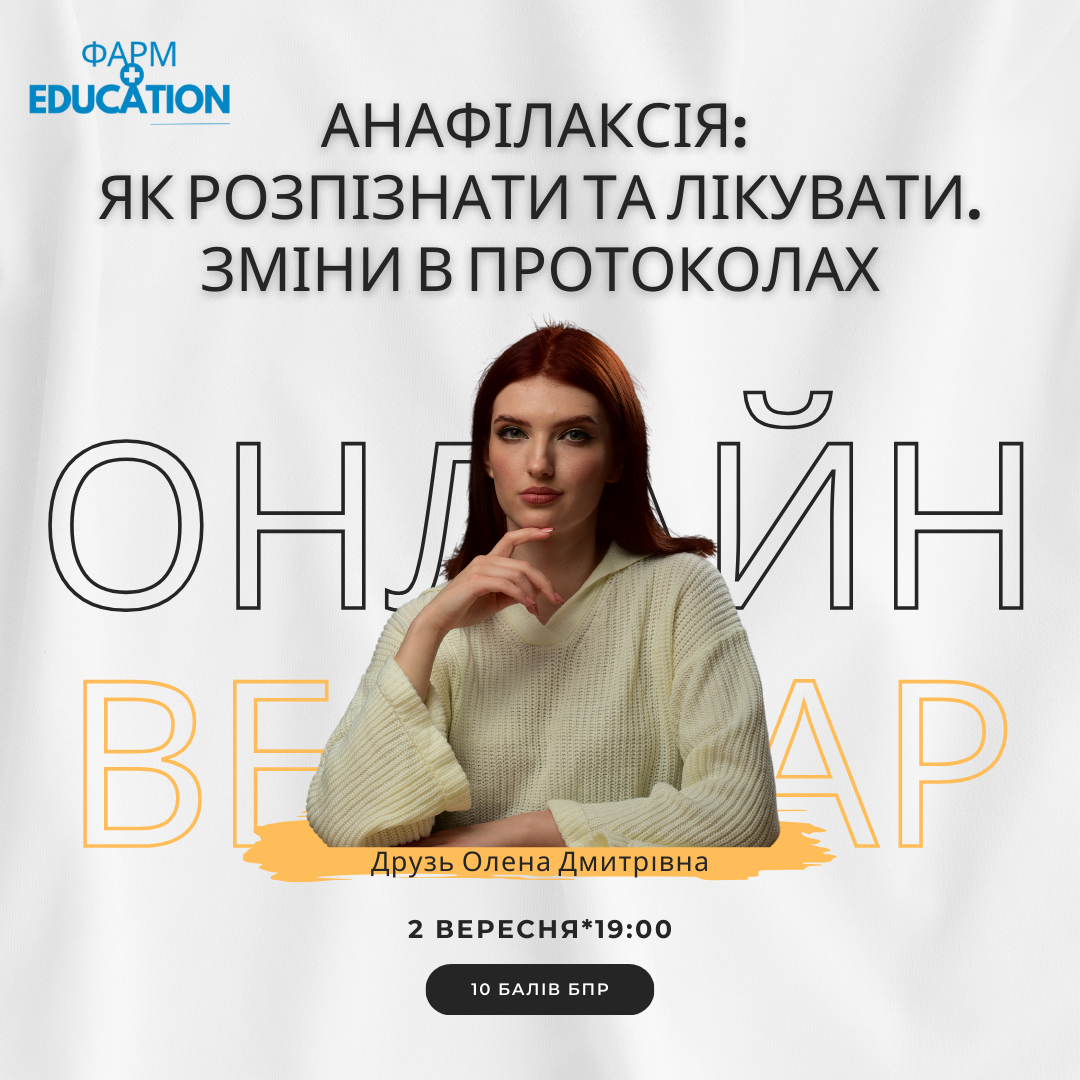 ФАРМ
EDUCATION
АНАФІЛАКСІЯ:
ЯК РОЗПІЗНАТИ ТА ЛІКУВАТИ.
ЗМІНИ В ПРОТОКОЛАХ
ОНЛАЙН
Друзь Олена Дмитрівна
2 ВЕРЕСНЯ*19:00
10 БАЛІВ БПР